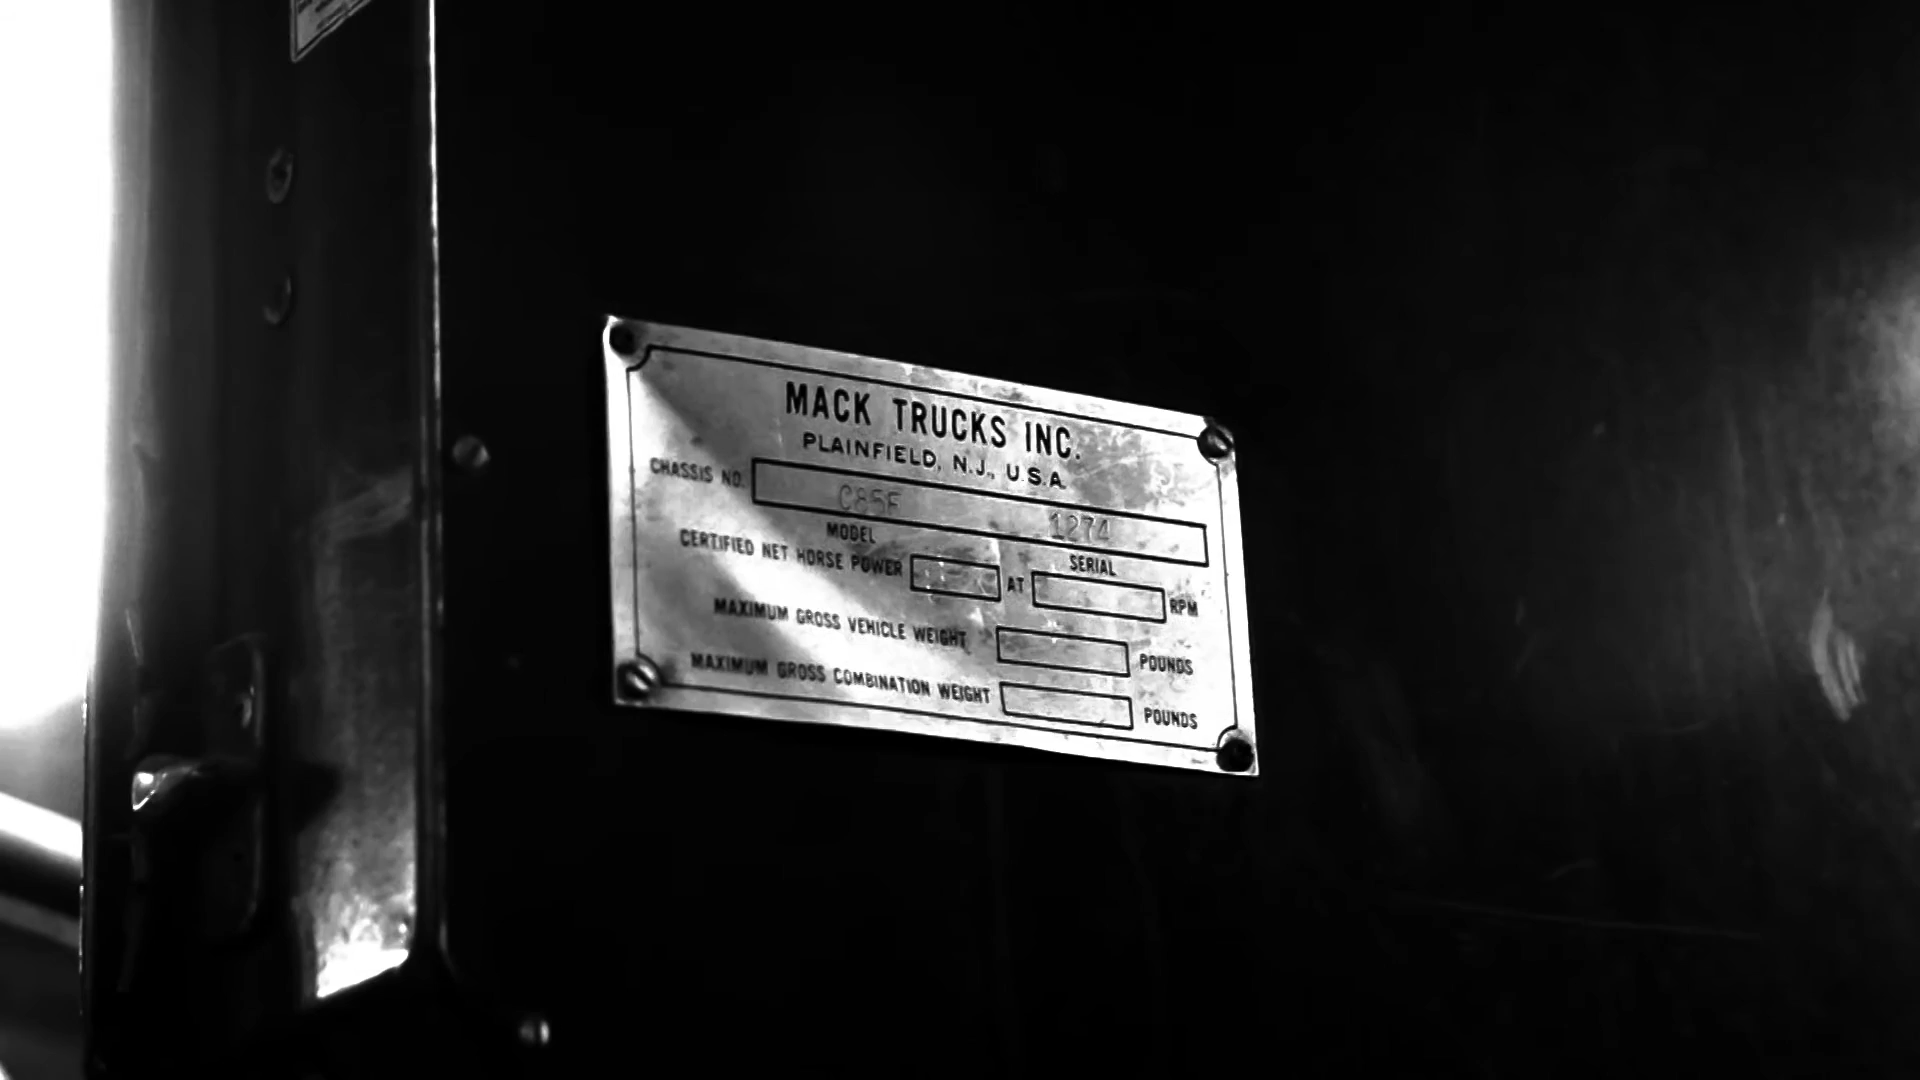 MACK TRUCKS INC.
PLAINFIELD, N.J., U.S.A.
CHASSIS NO. C85F 1274
MODEL SERIAL
CERTIFIED NET HORSE POWER AT RPM
MAXIMUM GROSS VEHICLE WEIGHT POUNDS
MAXIMUM GROSS COMBINATION WEIGHT POUNDS